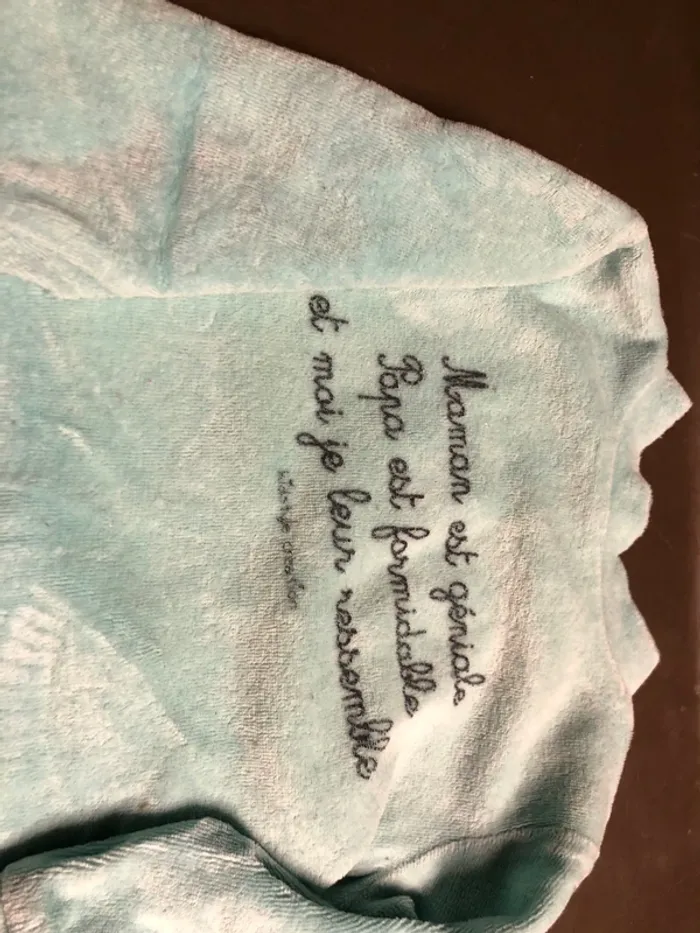 Maman est géniale
Papa est formidable
et moi je leur ressemble